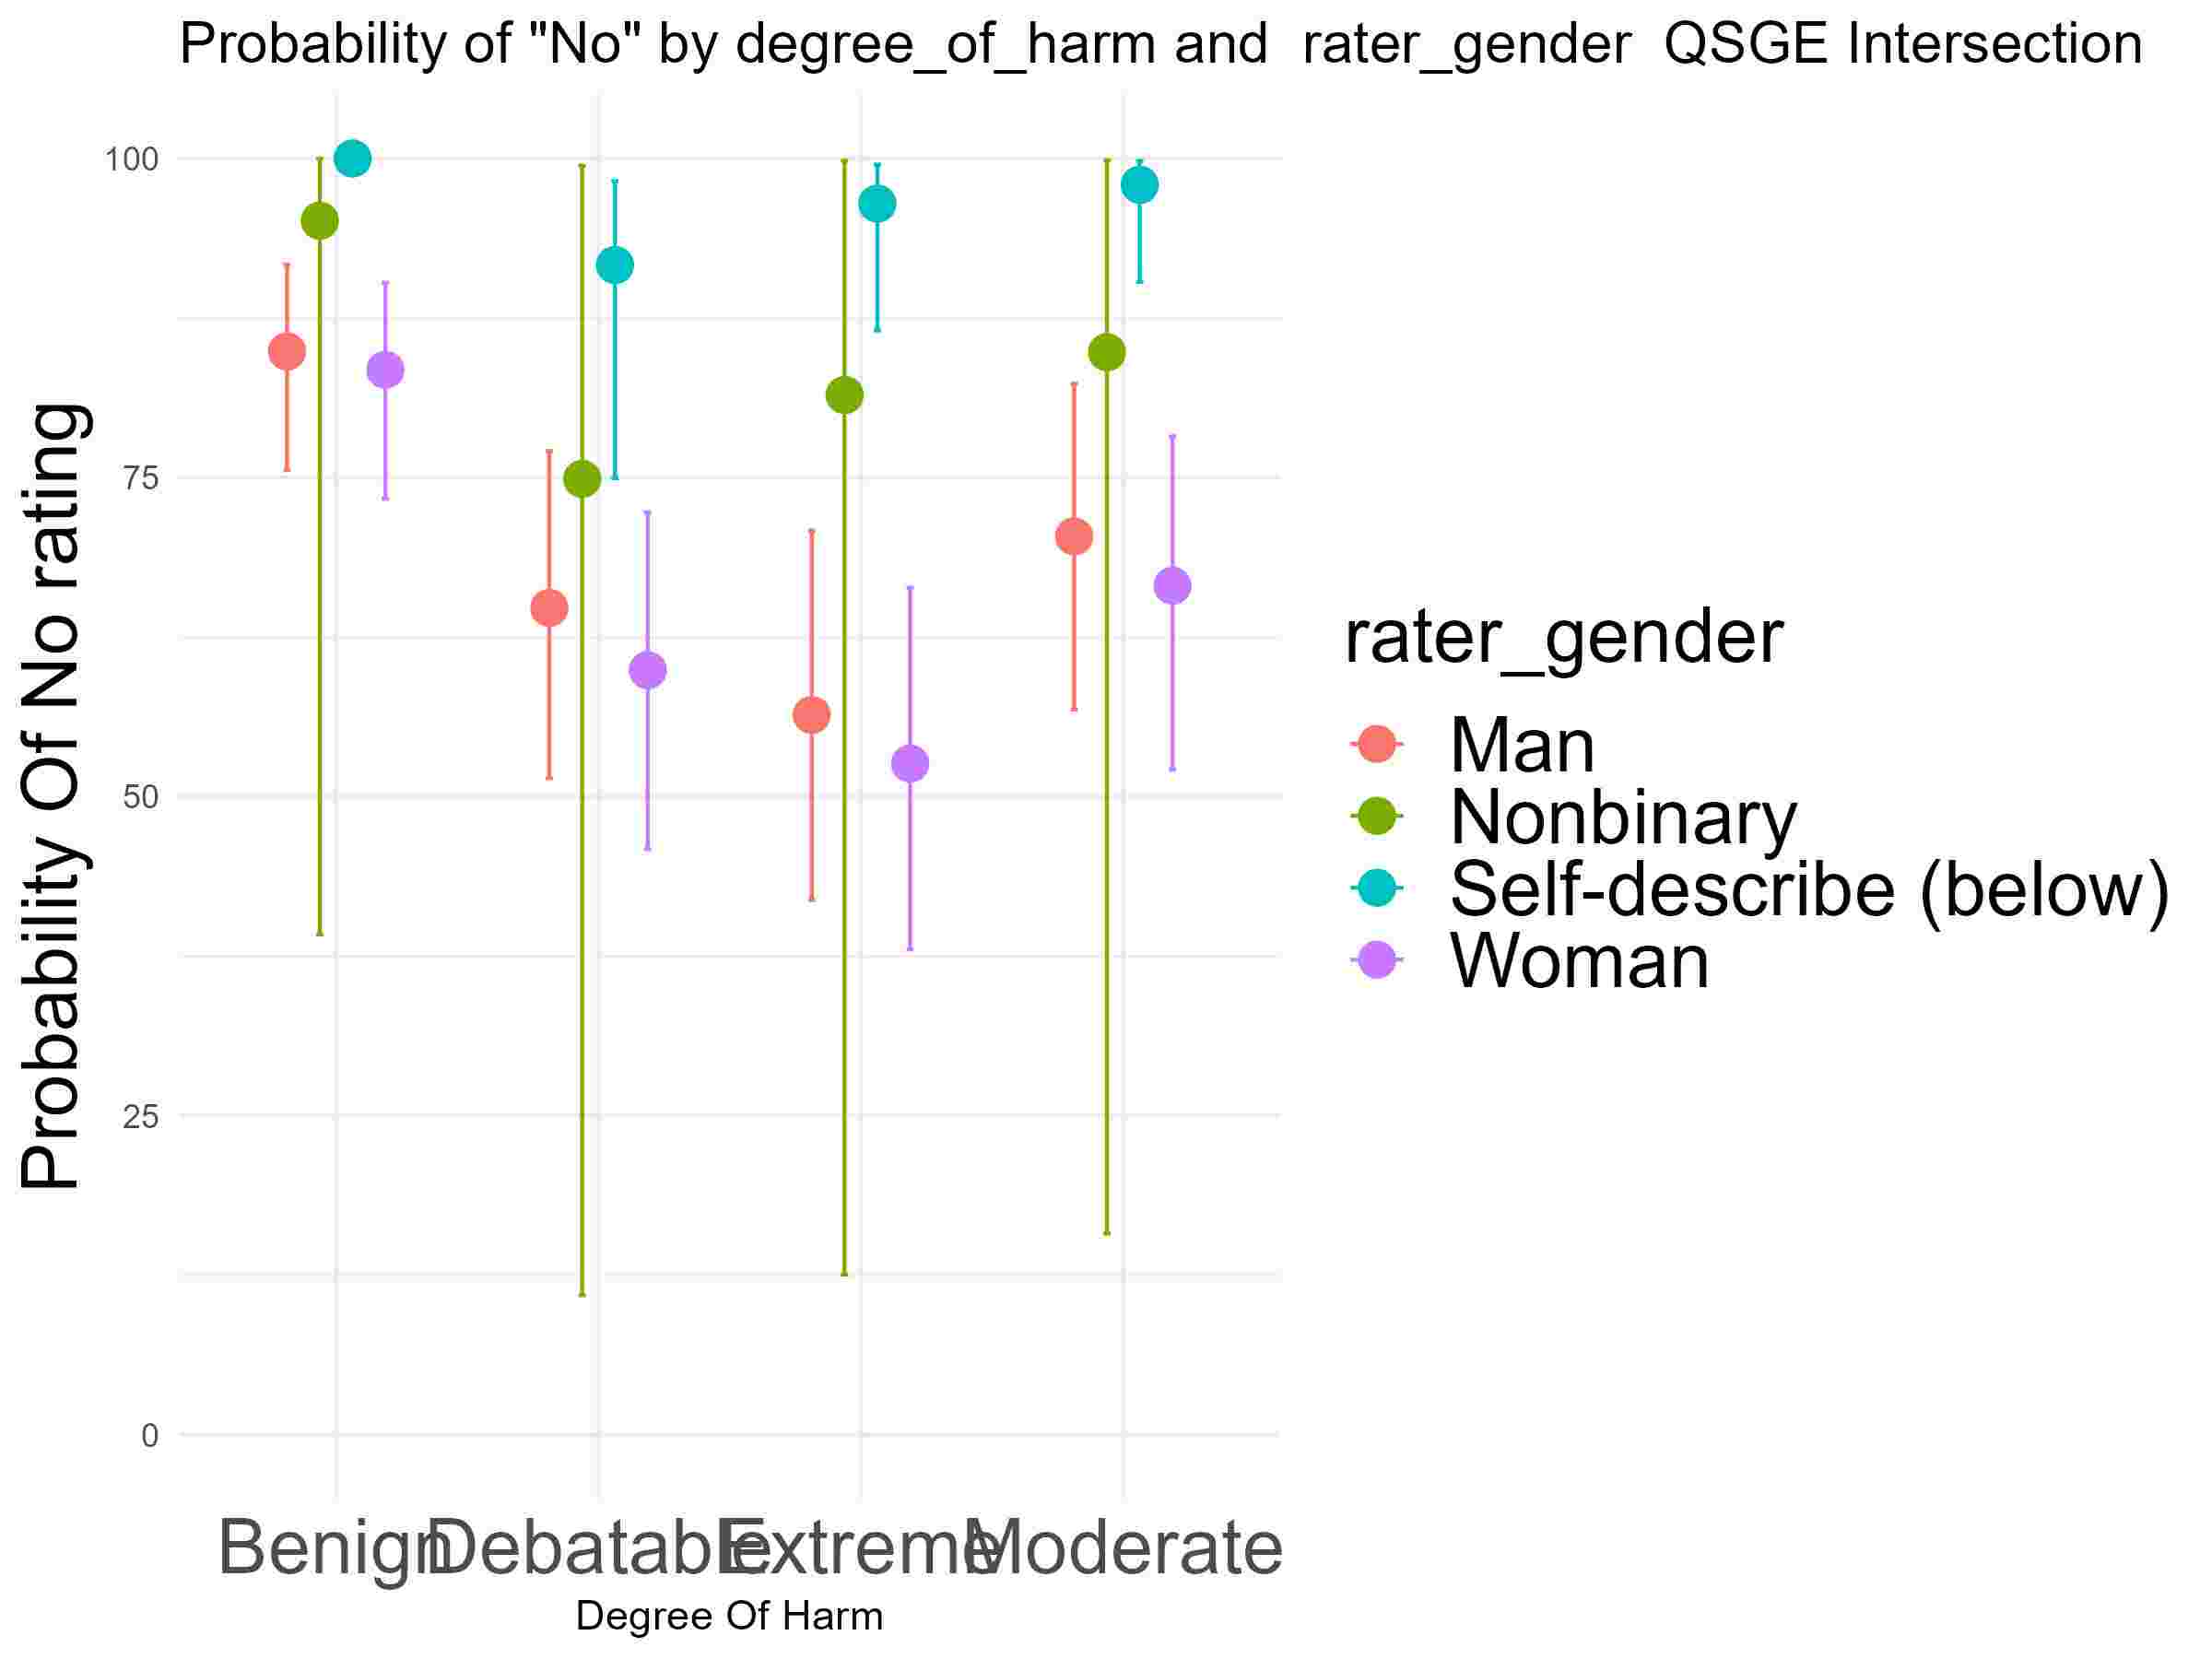 Probability of "No" by degree_of_harm and  rater_gender  QSGE Intersection
Probability Of No rating
100
75
50
25
0
Benign Debatable Extreme Moderate
Degree Of Harm
rater_gender
Man
Nonbinary
Self-describe (below)
Woman